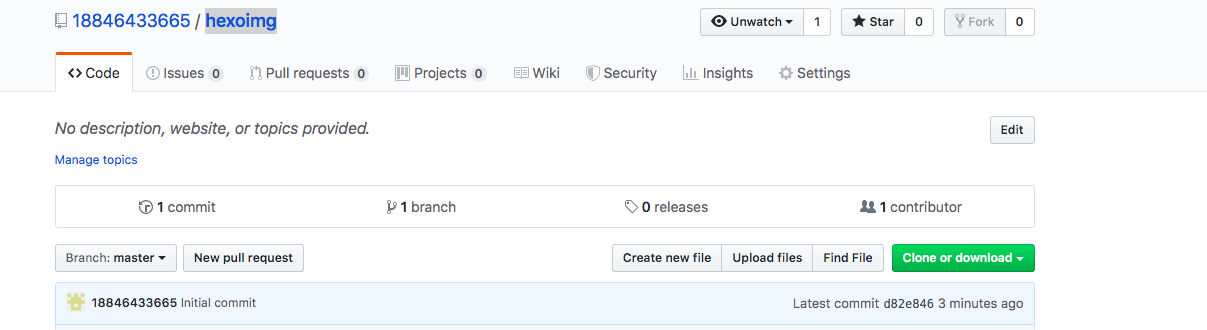 18846433665 / hexoimg Unwatch 1 Star 0 Fork 0
Code Issues 0 Pull requests 0 Projects 0 Wiki Security Insights Settings
No description, website, or topics provided. Edit
Manage topics
1 commit 1 branch 0 releases 1 contributor
Branch: master New pull request Create new file Upload files Find File Clone or download
18846433665 Initial commit Latest commit d82e846 3 minutes ago